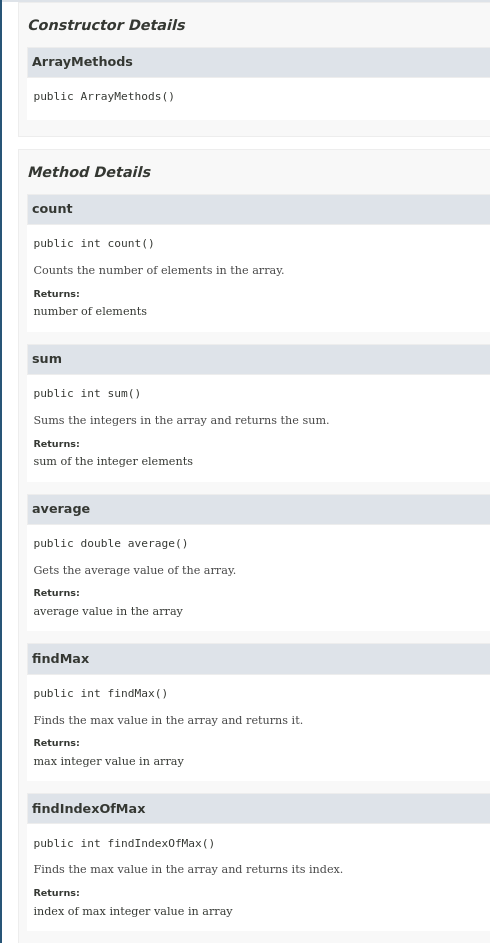 Constructor Details
ArrayMethods
public ArrayMethods()
Method Details
count
public int count()
Counts the number of elements in the array.
Returns:
number of elements
sum
public int sum()
Sums the integers in the array and returns the sum.
Returns:
sum of the integer elements
average
public double average()
Gets the average value of the array.
Returns:
average value in the array
findMax
public int findMax()
Finds the max value in the array and returns it.
Returns:
max integer value in array
findIndexOfMax
public int findIndexOfMax()
Finds the max value in the array and returns its index.
Returns:
index of max integer value in array